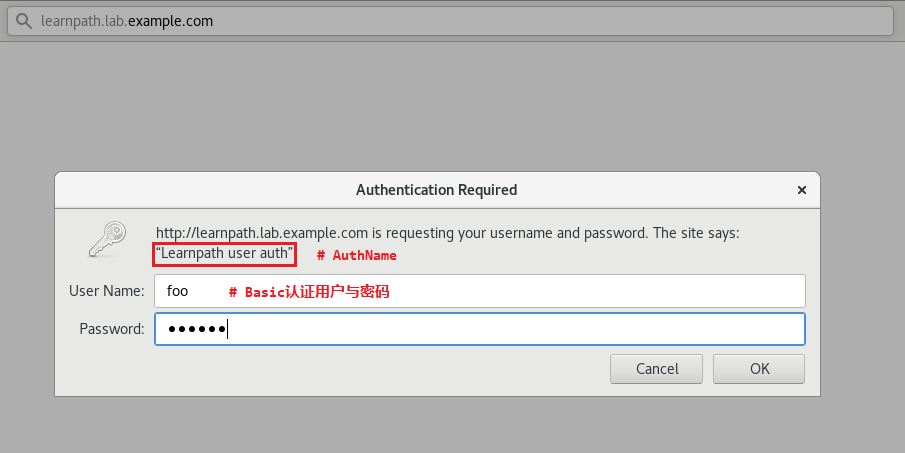 learnpath.lab.example.com
Authentication Required
http://learnpath.lab.example.com is requesting your username and password. The site says:
“Learnpath user auth” # AuthName
User Name: foo # Basic认证用户与密码
Password: ●●●●●●
Cancel OK